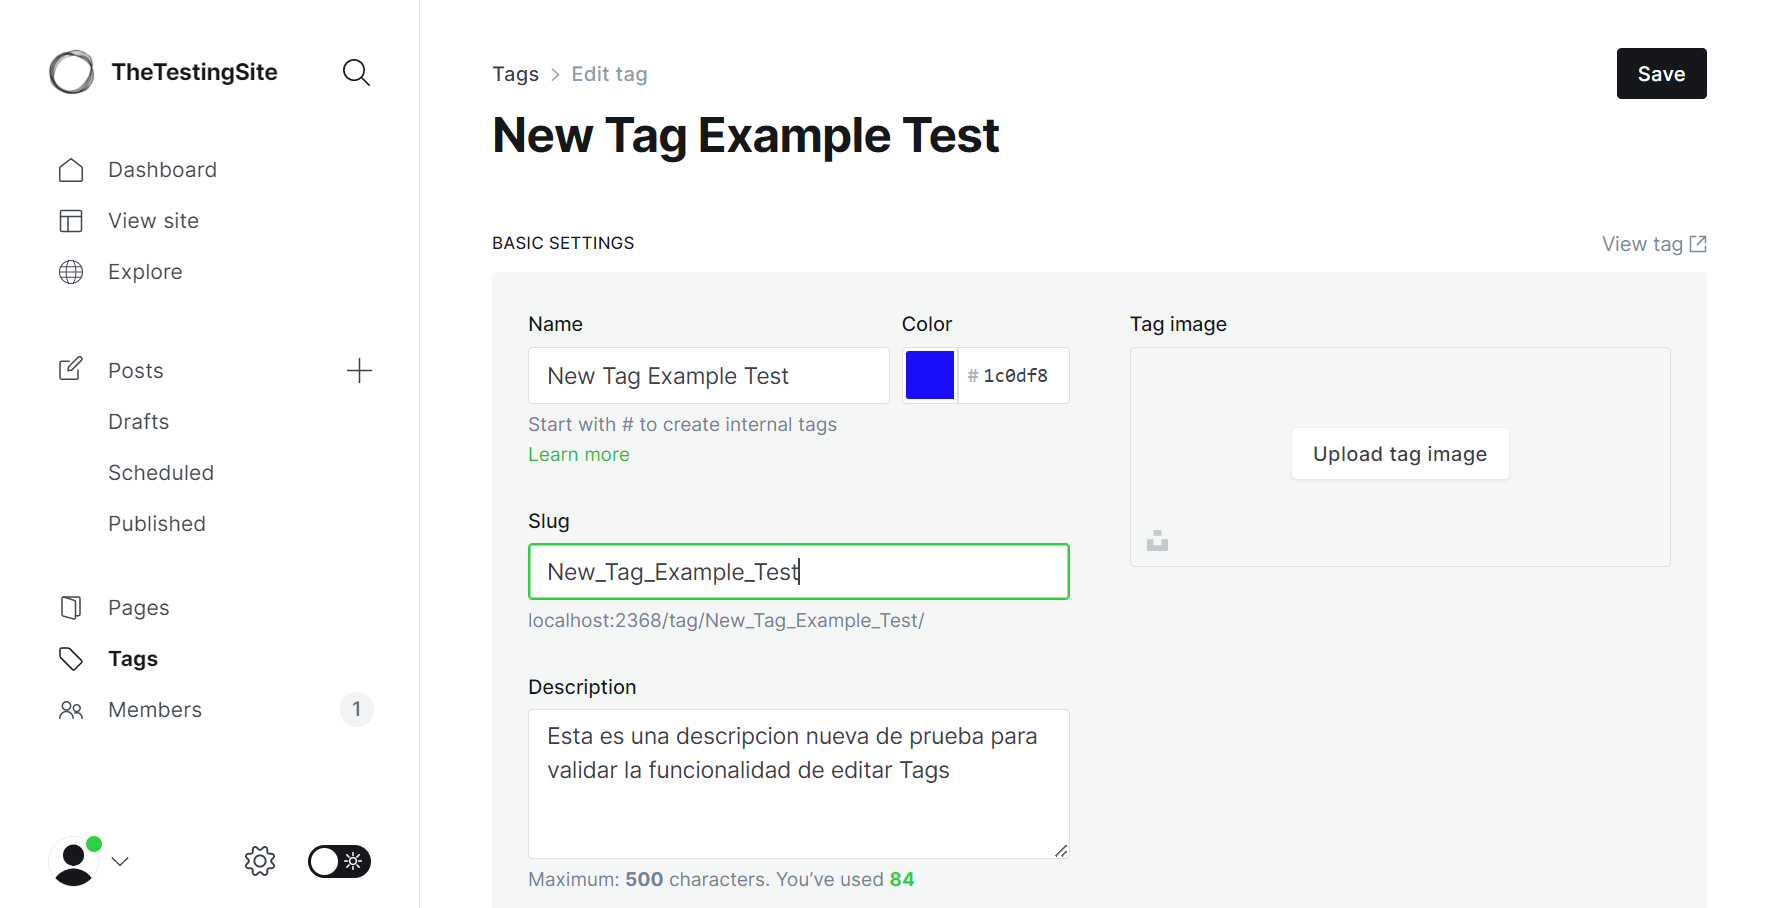 TheTestingSite
Dashboard
View site
Explore
Posts
Drafts
Scheduled
Published
Pages
Tags
Members 1
Tags > Edit tag
Save
New Tag Example Test
BASIC SETTINGS
View tag
Name
New Tag Example Test
Start with # to create internal tags
Learn more
Color
# 1c0df8
Slug
New_Tag_Example_Test
localhost:2368/tag/New_Tag_Example_Test/
Description
Esta es una descripcion nueva de prueba para
validar la funcionalidad de editar Tags
Maximum: 500 characters. You’ve used 84
Tag image
Upload tag image